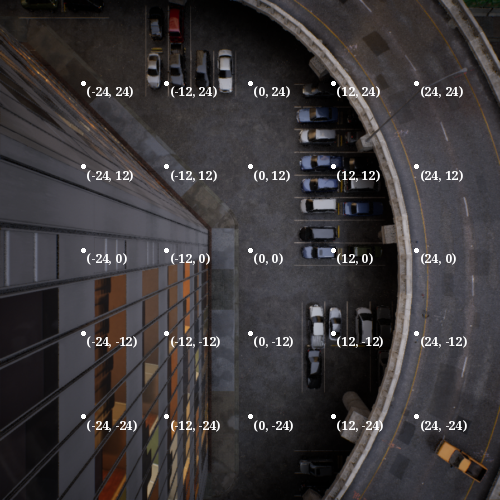 (-24, 24) (-12, 24) (0, 24) (12, 24) (24, 24)
(-24, 12) (-12, 12) (0, 12) (12, 12) (24, 12)
(-24, 0) (-12, 0) (0, 0) (12, 0) (24, 0)
(-24, -12) (-12, -12) (0, -12) (12, -12) (24, -12)
(-24, -24) (-12, -24) (0, -24) (12, -24) (24, -24)